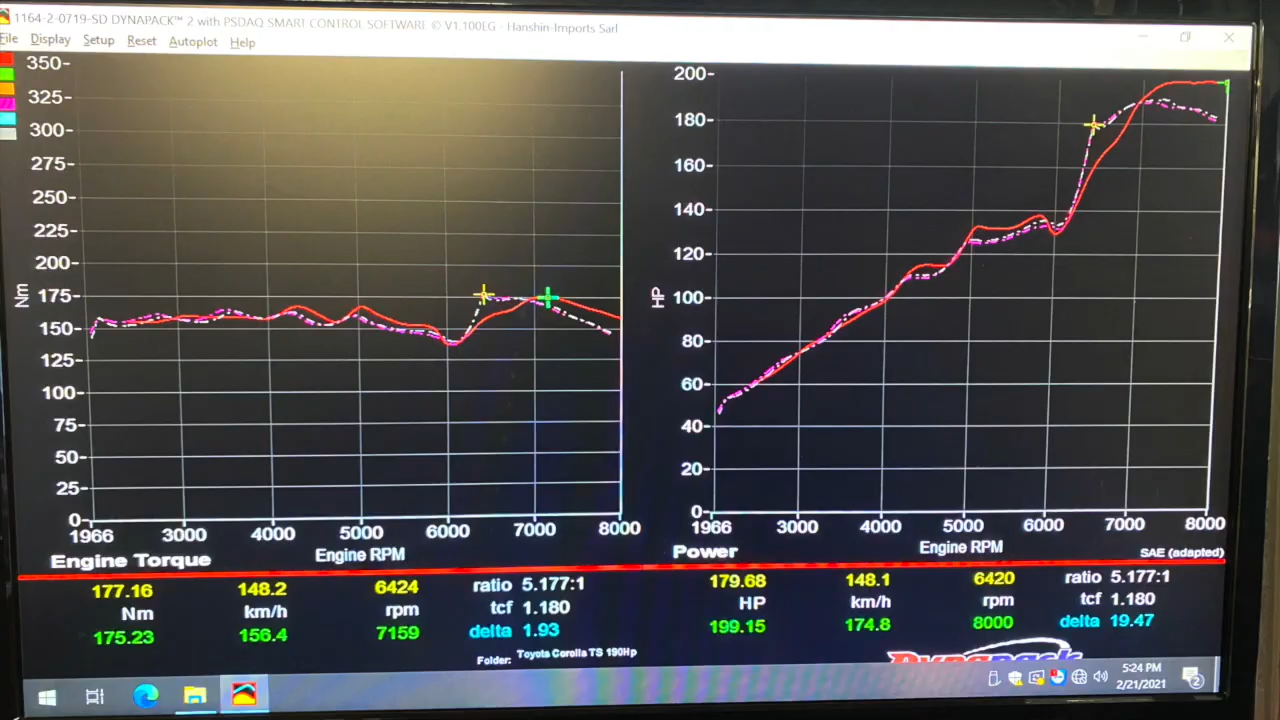 1164-2-0719-SD DYNAPACK™ 2 with PSDAQ SMART CONTROL SOFTWARE © V1.100EG - Hanshin-Imports Sarl
File Display Setup Reset Autoplot Help
350-
325-
300-
275-
250-
225-
200-
175-
150-
125-
100-
75-
50-
25-
0-
Nm
1966 3000 4000 5000 6000 7000 8000
Engine Torque
Engine RPM
200-
180-
160-
140-
120-
100-
80-
60-
40-
20-
0-
HP
1966 3000 4000 5000 6000 7000 8000
Power
Engine RPM
SAE (adapted)
177.16 148.2 6424 ratio 5.177:1
Nm km/h rpm tcf 1.180
175.23 156.4 7159 delta 1.93
Folder: Toyota Corolla TS 190Hp
179.68 148.1 6420 ratio 5.177:1
HP km/h rpm tcf 1.180
199.15 174.8 8000 delta 19.47
Dynapack
5:24 PM
2/21/2021
2